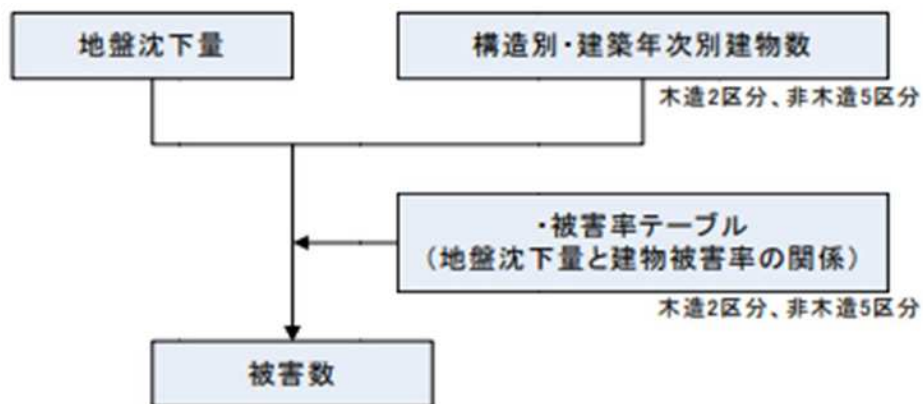 地盤沈下量
構造別・建築年次別建物数
木造2区分、非木造5区分
・被害率テーブル
（地盤沈下量と建物被害率の関係）
木造2区分、非木造5区分
被害数